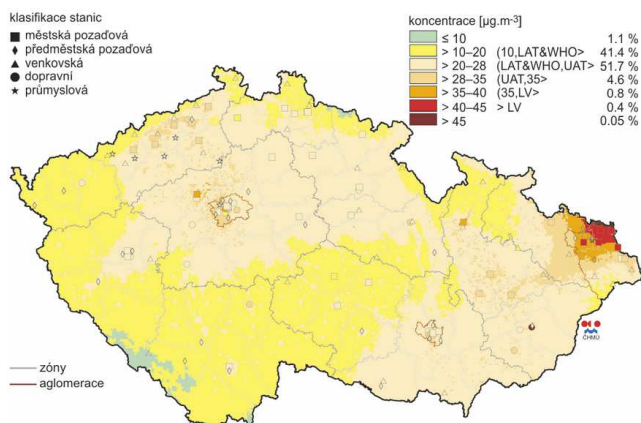 klasifikace stanic
městská pozaďová
předměstská pozaďová
venkovská
dopravní
průmyslová
koncentrace [µg.m⁻³]
≤ 10 1.1 %
> 10–20 (10,LAT&WHO> 41.4 %
> 20–28 (LAT&WHO,UAT> 51.7 %
> 28–35 (UAT,35> 4.6 %
> 35–40 (35,LV> 0.8 %
> 40–45 > LV 0.4 %
> 45 0.05 %
ČHMÚ
zóny
aglomerace